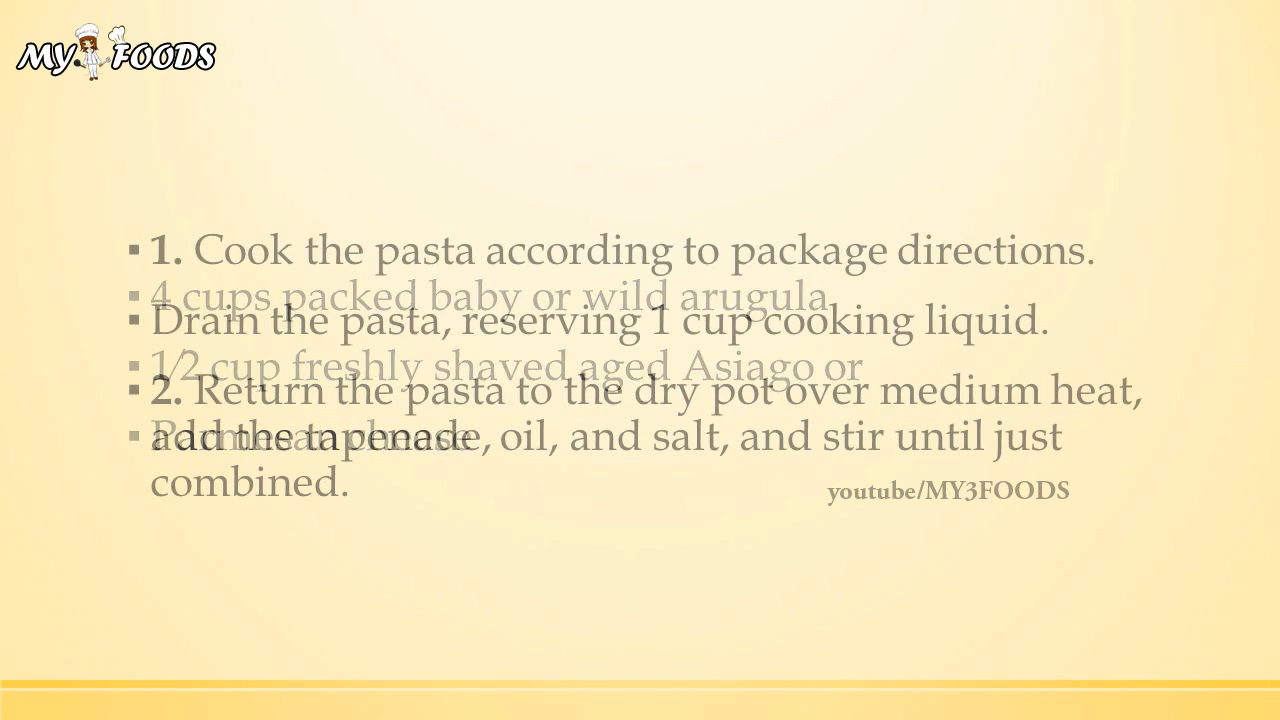 MY FOODS
▪ 1. Cook the pasta according to package directions.
▪ 4 cups packed baby or wild arugula
▪ Drain the pasta, reserving 1 cup cooking liquid.
▪ 1/2 cup freshly shaved aged Asiago or
▪ 2. Return the pasta to the dry pot over medium heat,
▪ Parmesan cheese
add the tapenade, oil, and salt, and stir until just
combined.
youtube/MY3FOODS